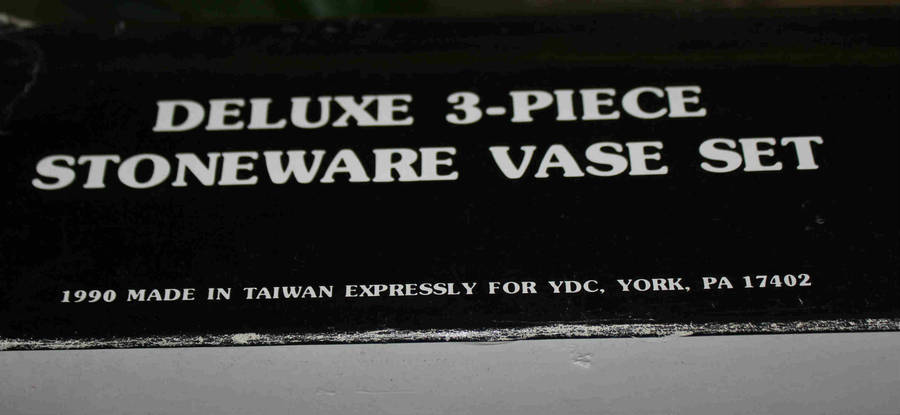 DELUXE 3-PIECE
STONEWARE VASE SET
1990 MADE IN TAIWAN EXPRESSLY FOR YDC, YORK, PA 17402